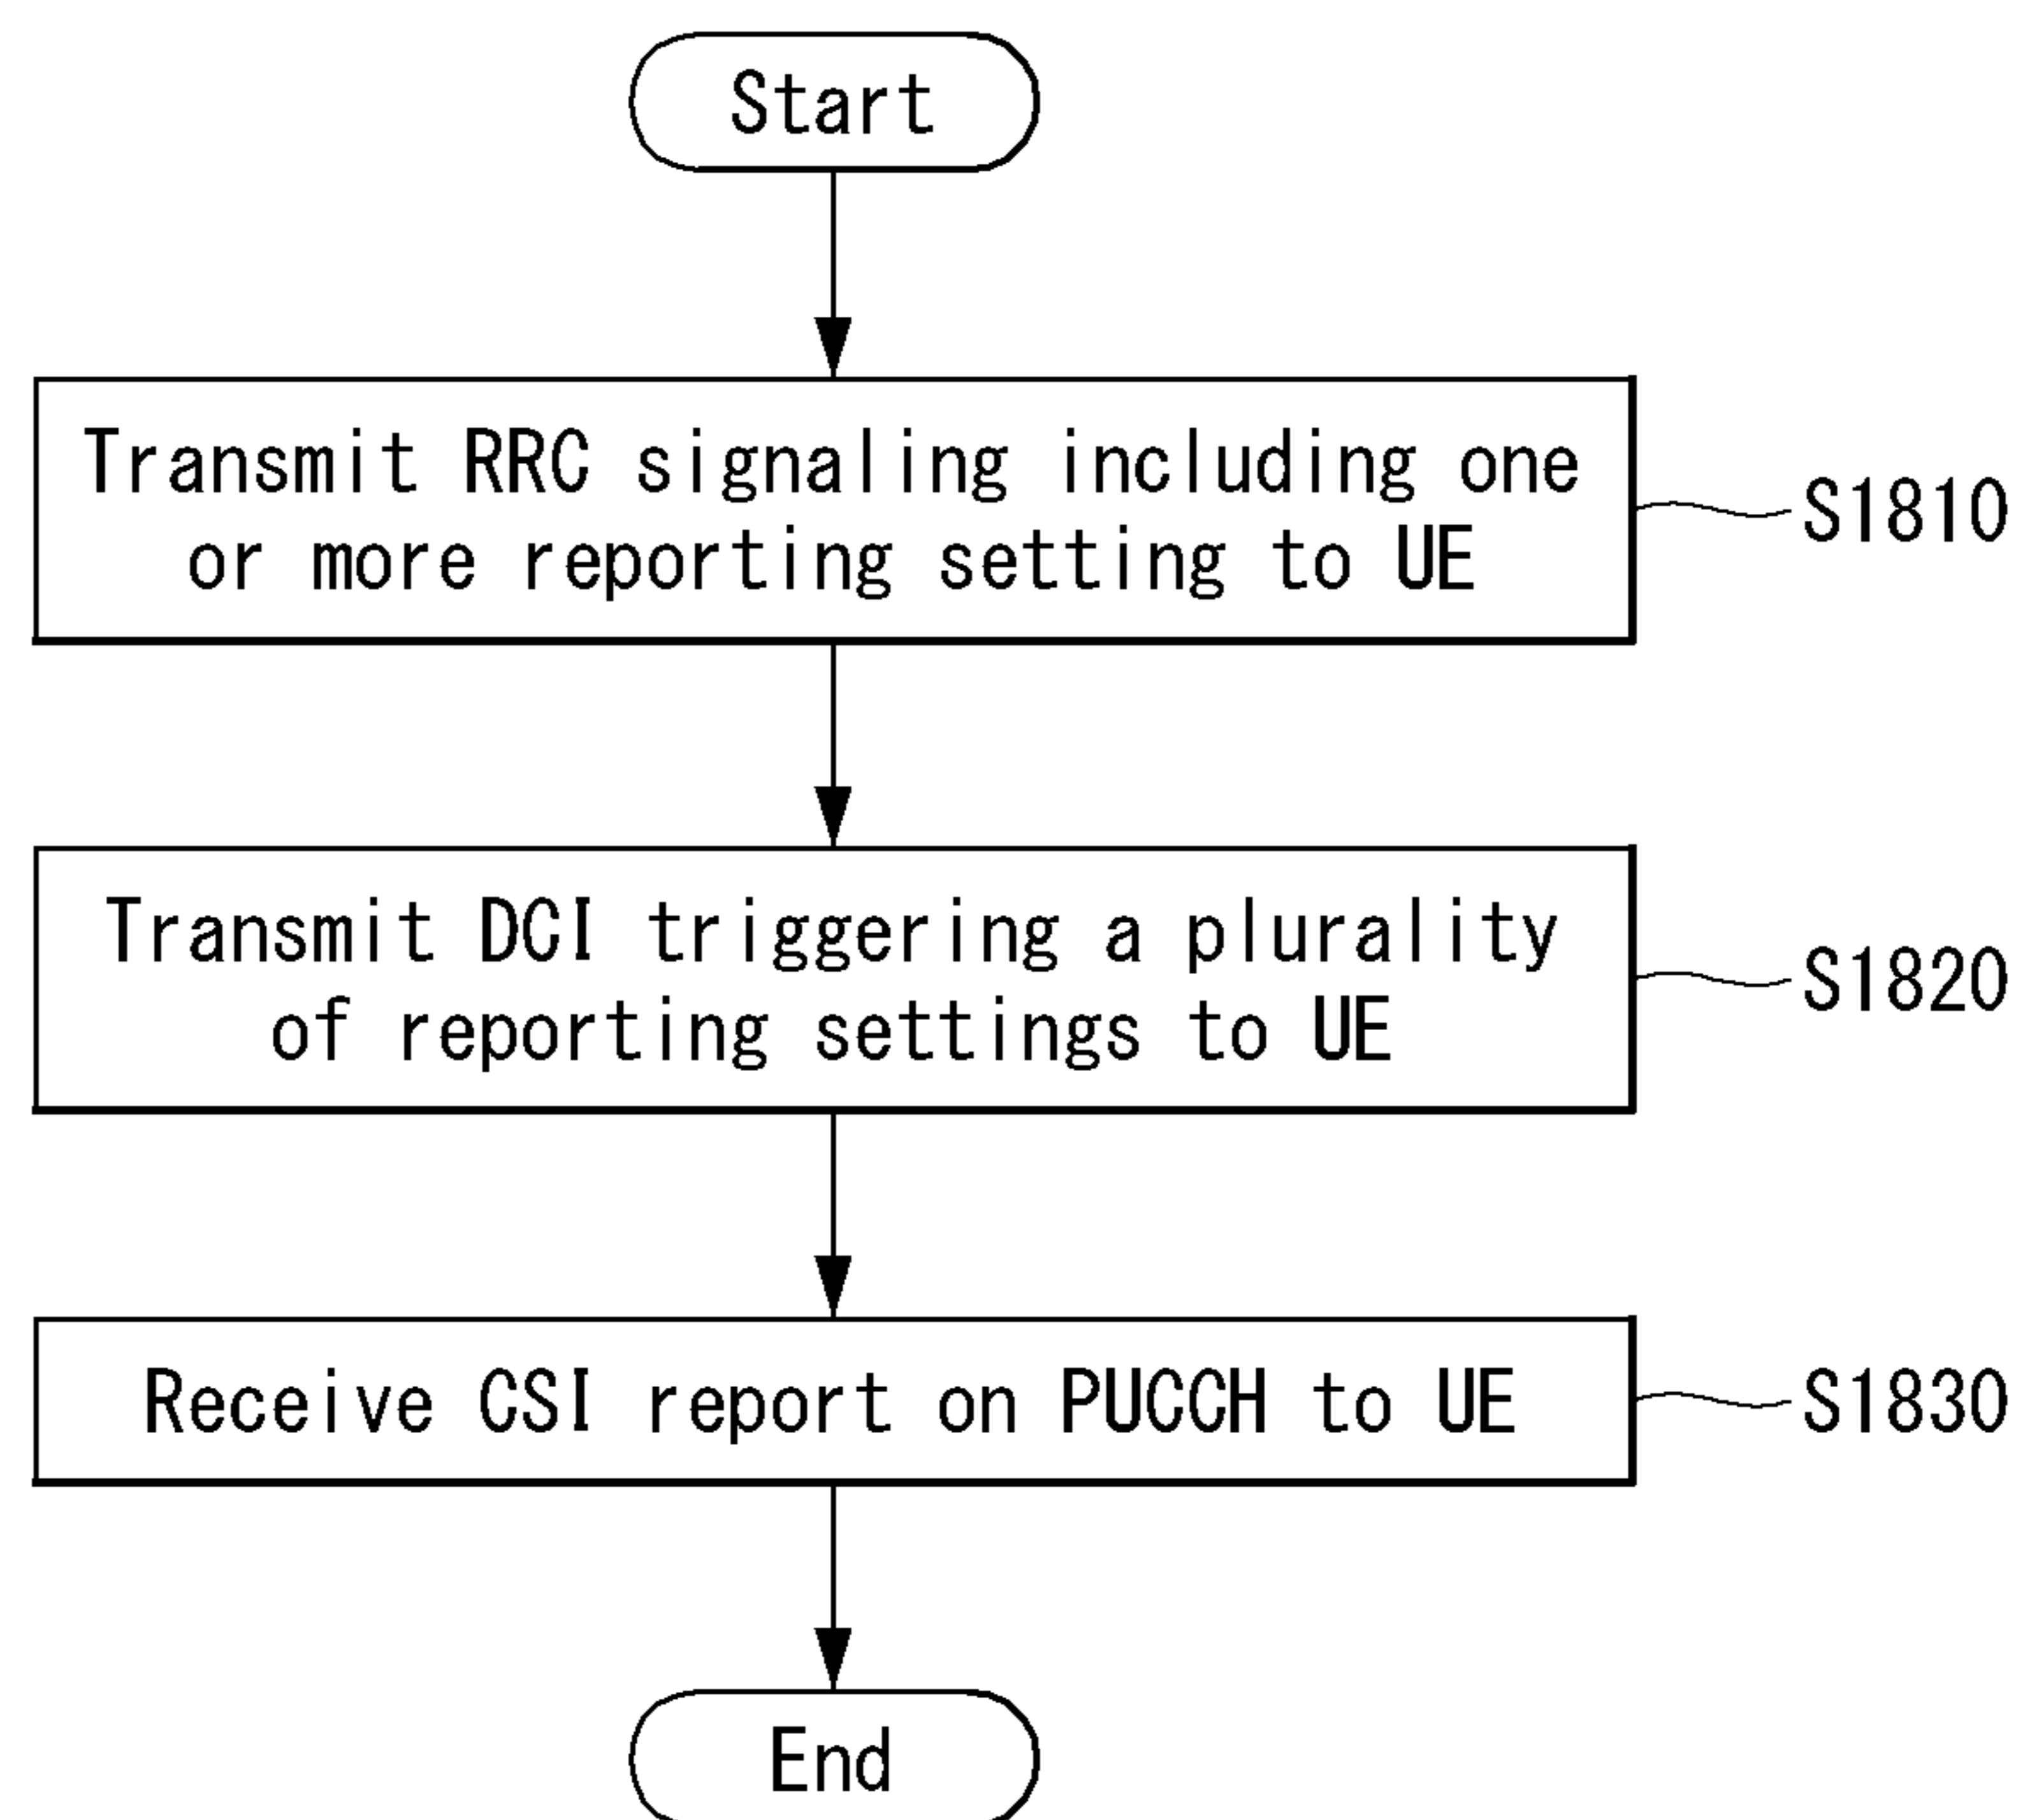 Start
Transmit RRC signaling including one
or more reporting setting to UE
S1810
Transmit DCI triggering a plurality
of reporting settings to UE
S1820
Receive CSI report on PUCCH to UE
S1830
End